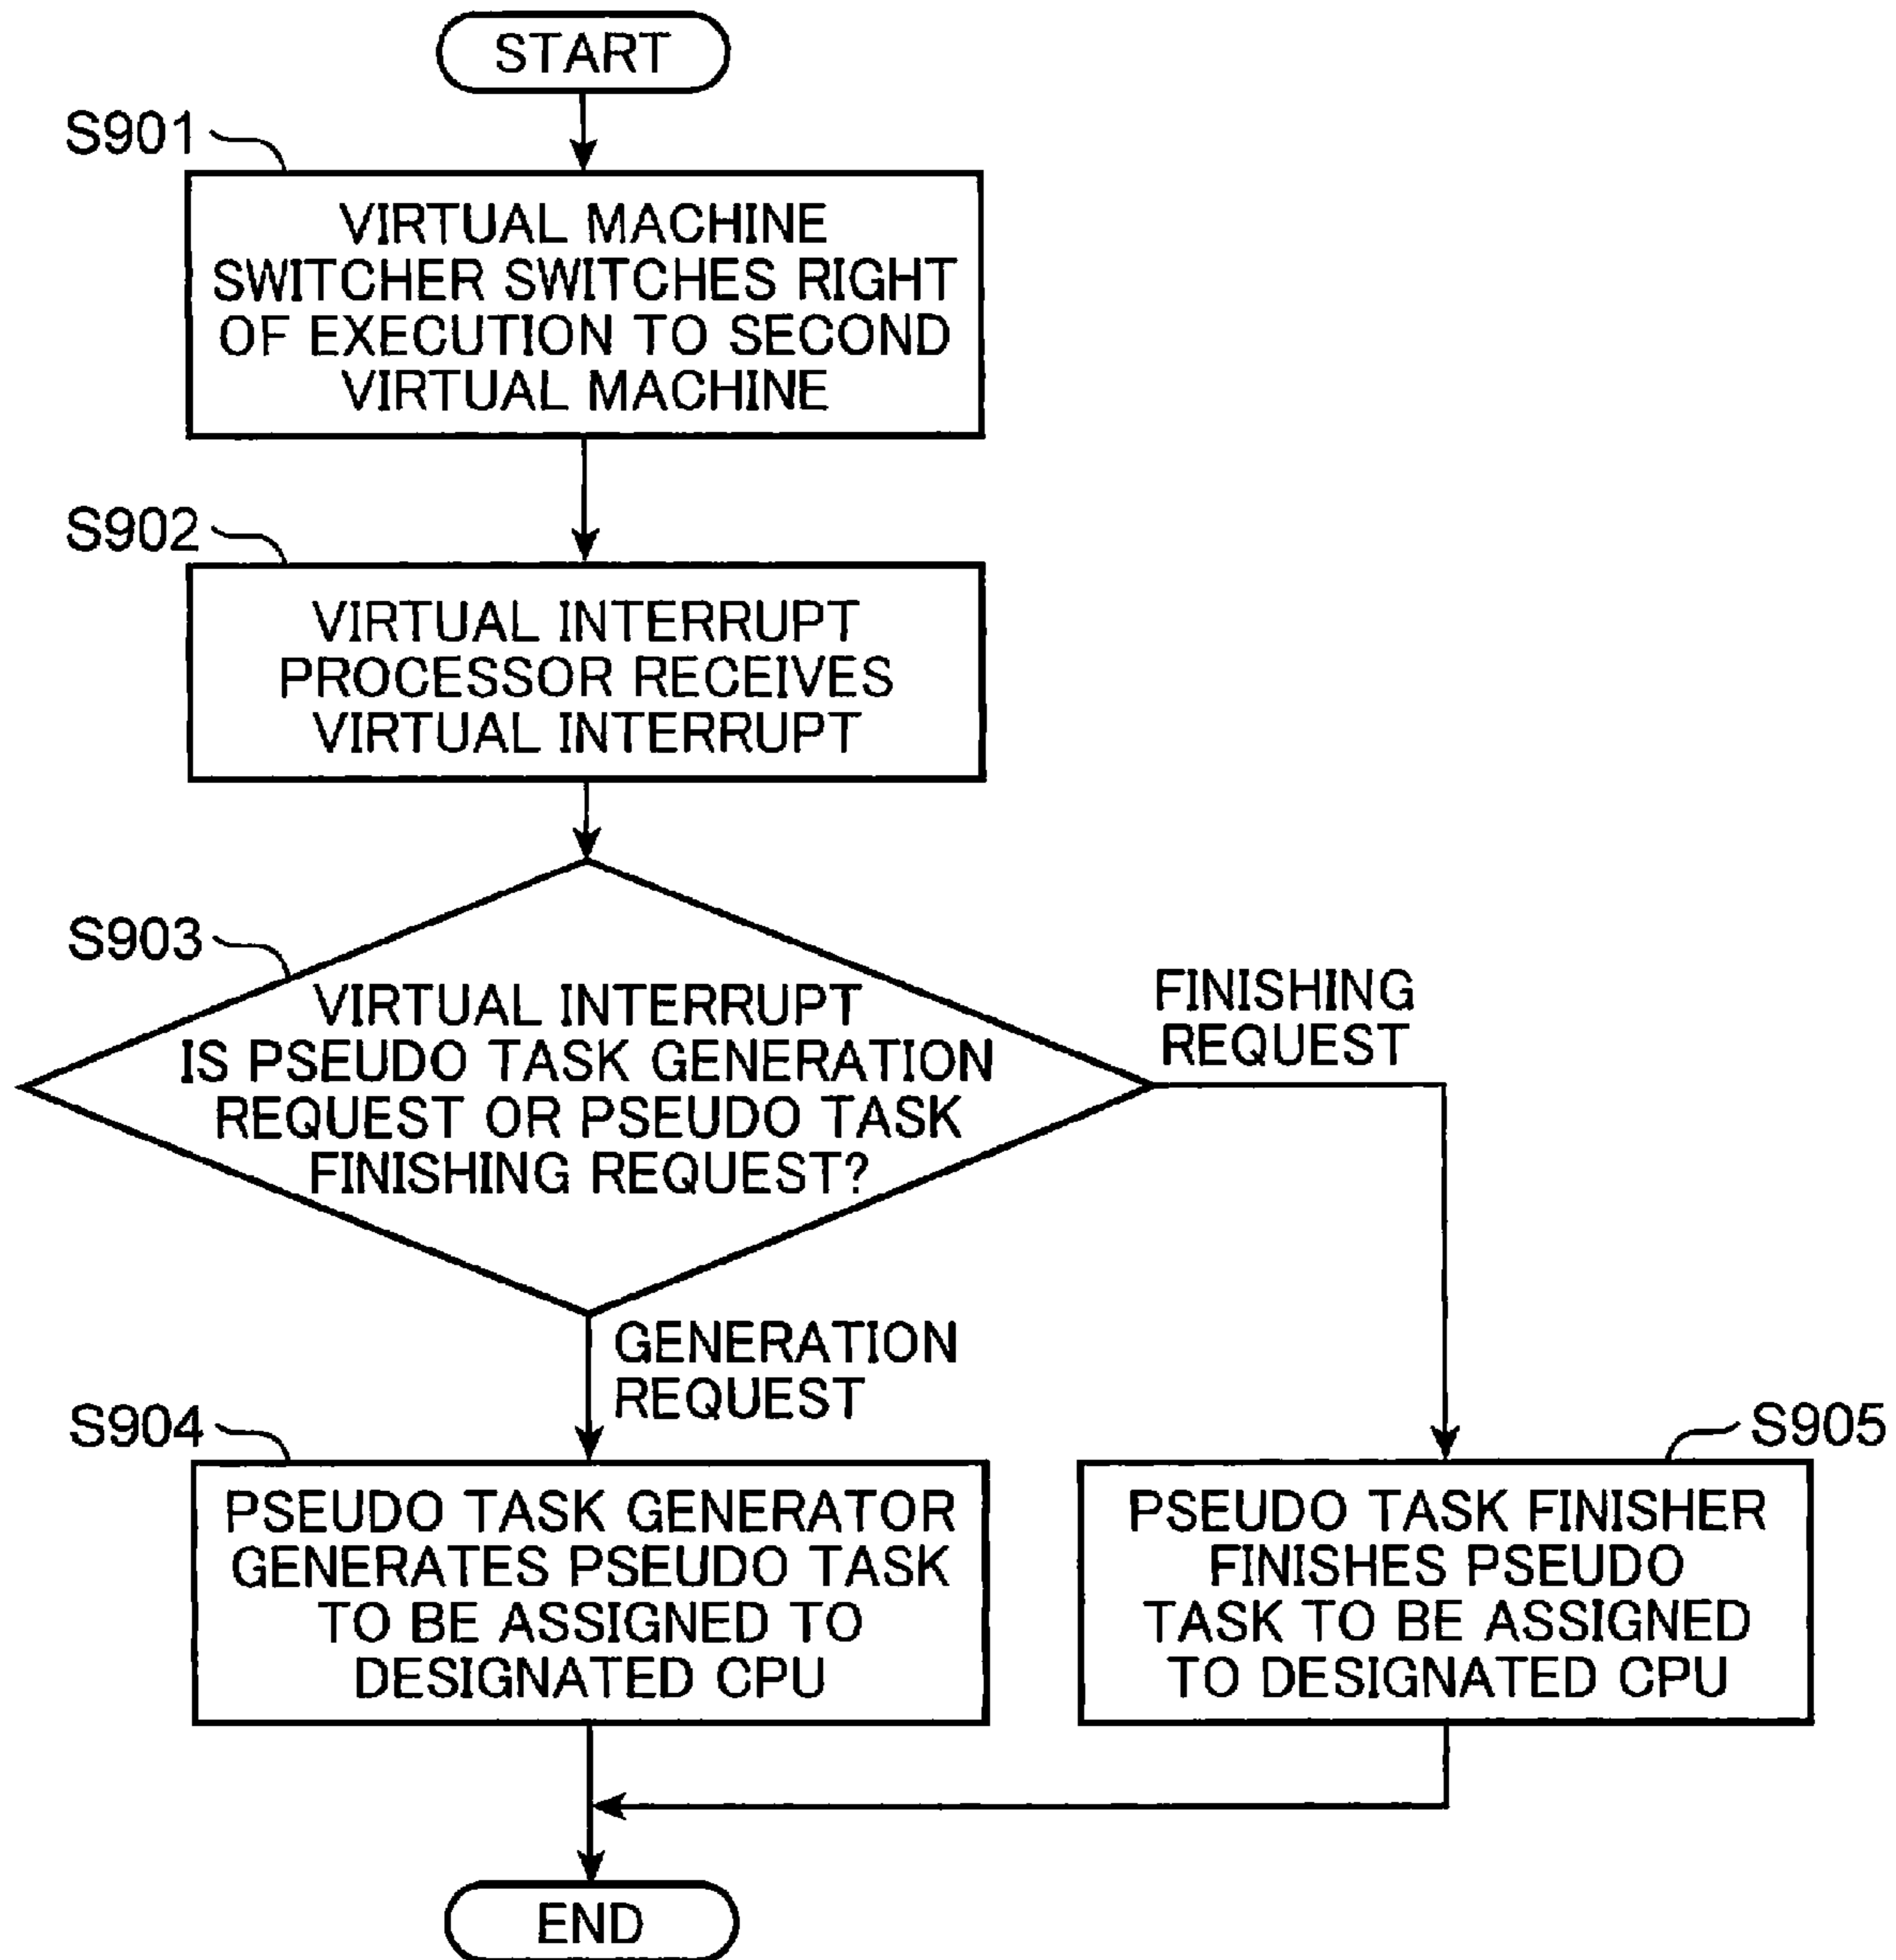 START
S901
VIRTUAL MACHINE
SWITCHER SWITCHES RIGHT
OF EXECUTION TO SECOND
VIRTUAL MACHINE
S902
VIRTUAL INTERRUPT
PROCESSOR RECEIVES
VIRTUAL INTERRUPT
S903
VIRTUAL INTERRUPT
IS PSEUDO TASK GENERATION
REQUEST OR PSEUDO TASK
FINISHING REQUEST?
FINISHING
REQUEST
GENERATION
REQUEST
S904
PSEUDO TASK GENERATOR
GENERATES PSEUDO TASK
TO BE ASSIGNED TO
DESIGNATED CPU
S905
PSEUDO TASK FINISHER
FINISHES PSEUDO
TASK TO BE ASSIGNED
TO DESIGNATED CPU
END